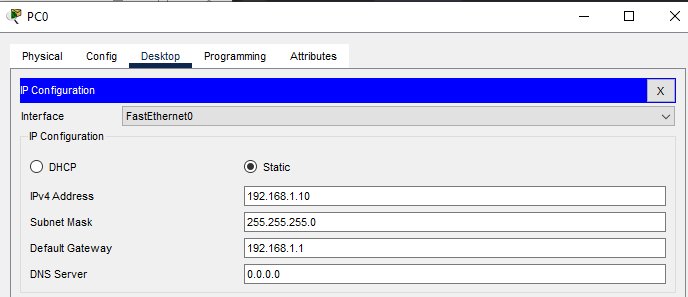 PC0
Physical Config Desktop Programming Attributes
IP Configuration X
Interface FastEthernet0
IP Configuration
DHCP Static
IPv4 Address 192.168.1.10
Subnet Mask 255.255.255.0
Default Gateway 192.168.1.1
DNS Server 0.0.0.0